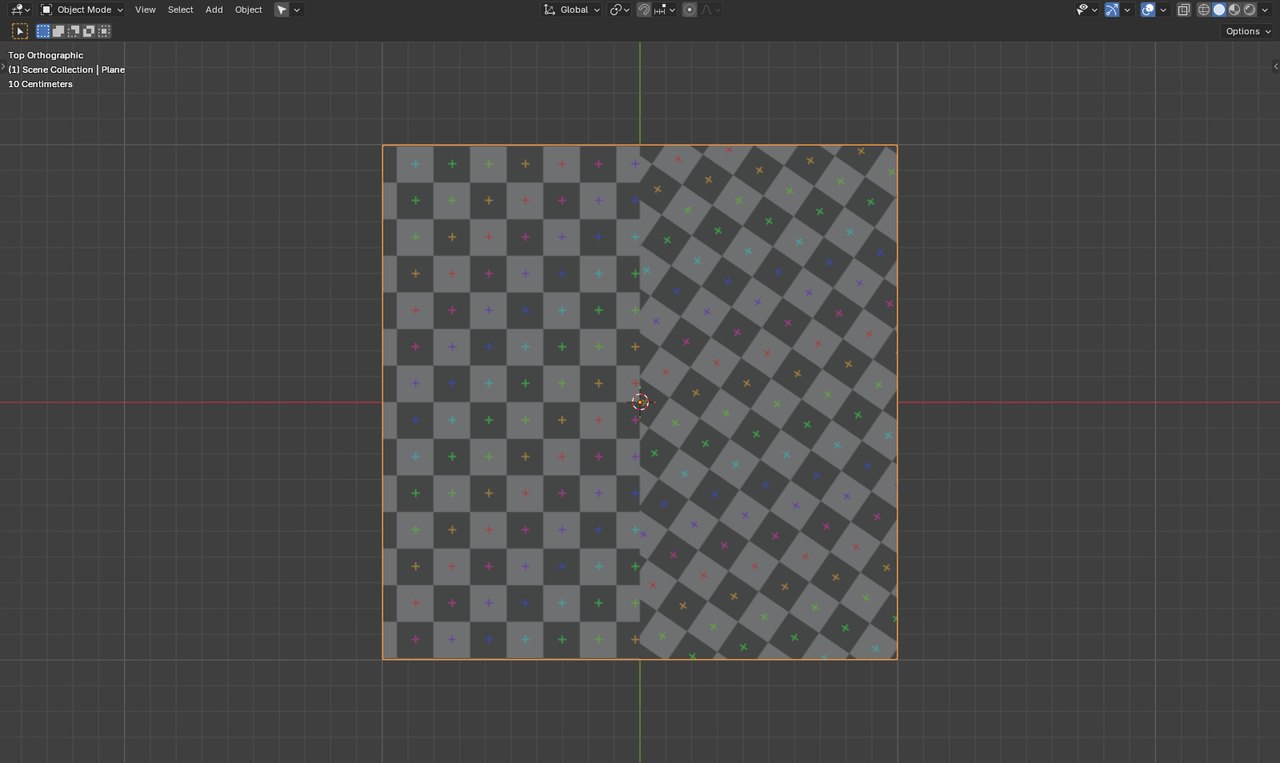 Object Mode View Select Add Object Global
Options
Top Orthographic
(1) Scene Collection | Plane
10 Centimeters